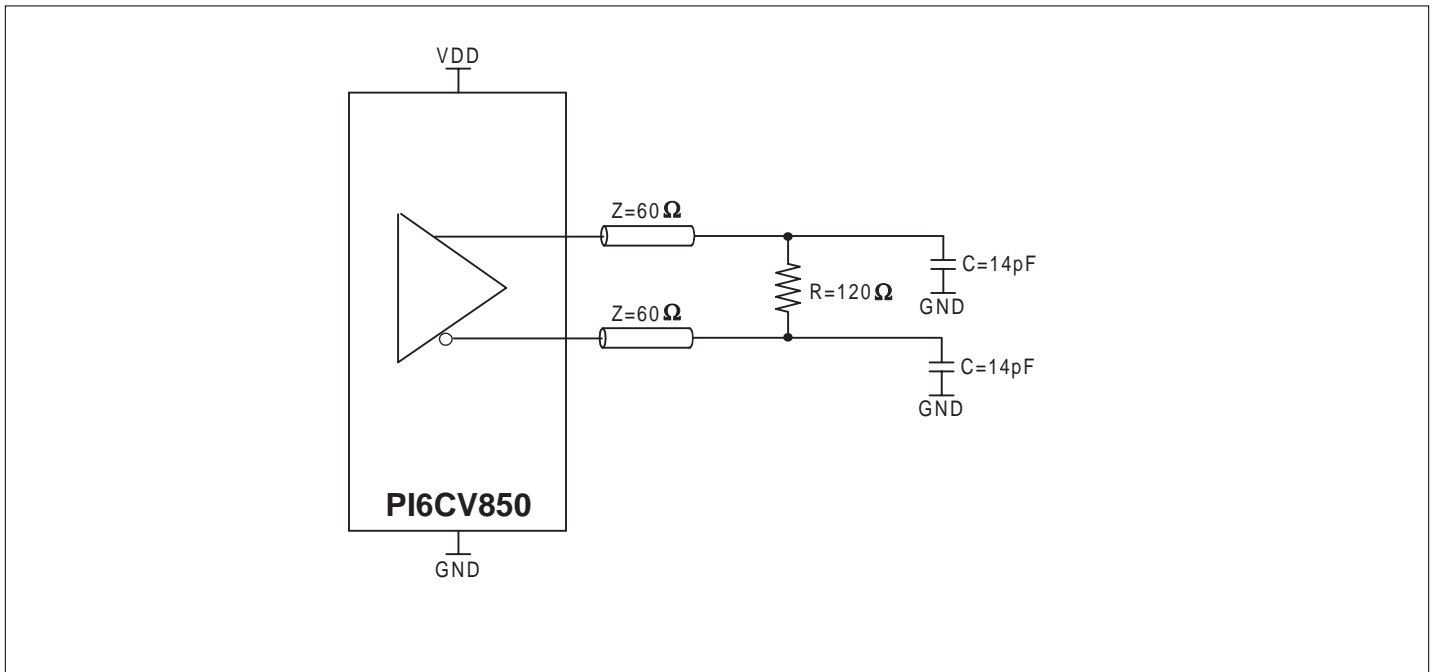 VDD
Z=60Ω
C=14pF
R=120Ω
GND
Z=60Ω
C=14pF
GND
PI6CV850
GND